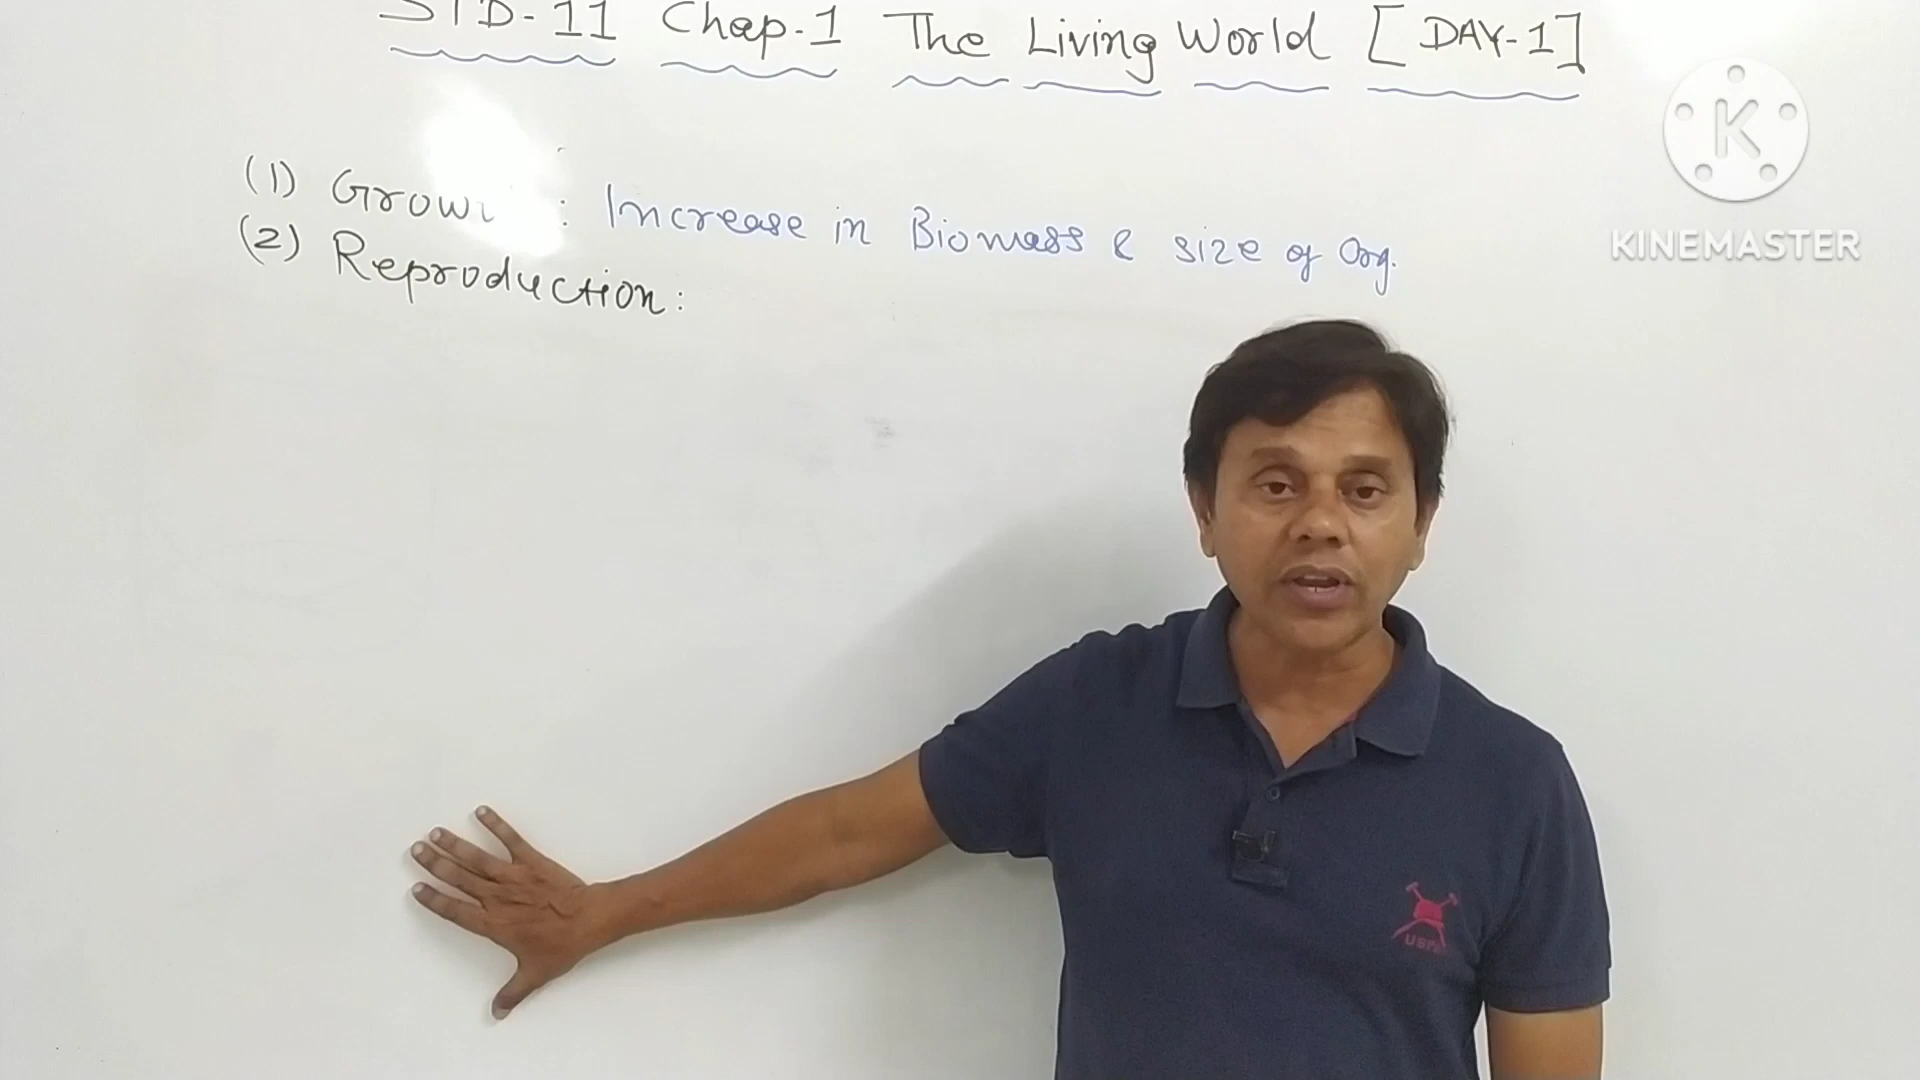 STD-11 Chap.1 The Living World [DAY-1]
(1) Grow : Increase in Biomass & size of Org.
(2) Reproduction:
KINEMASTER